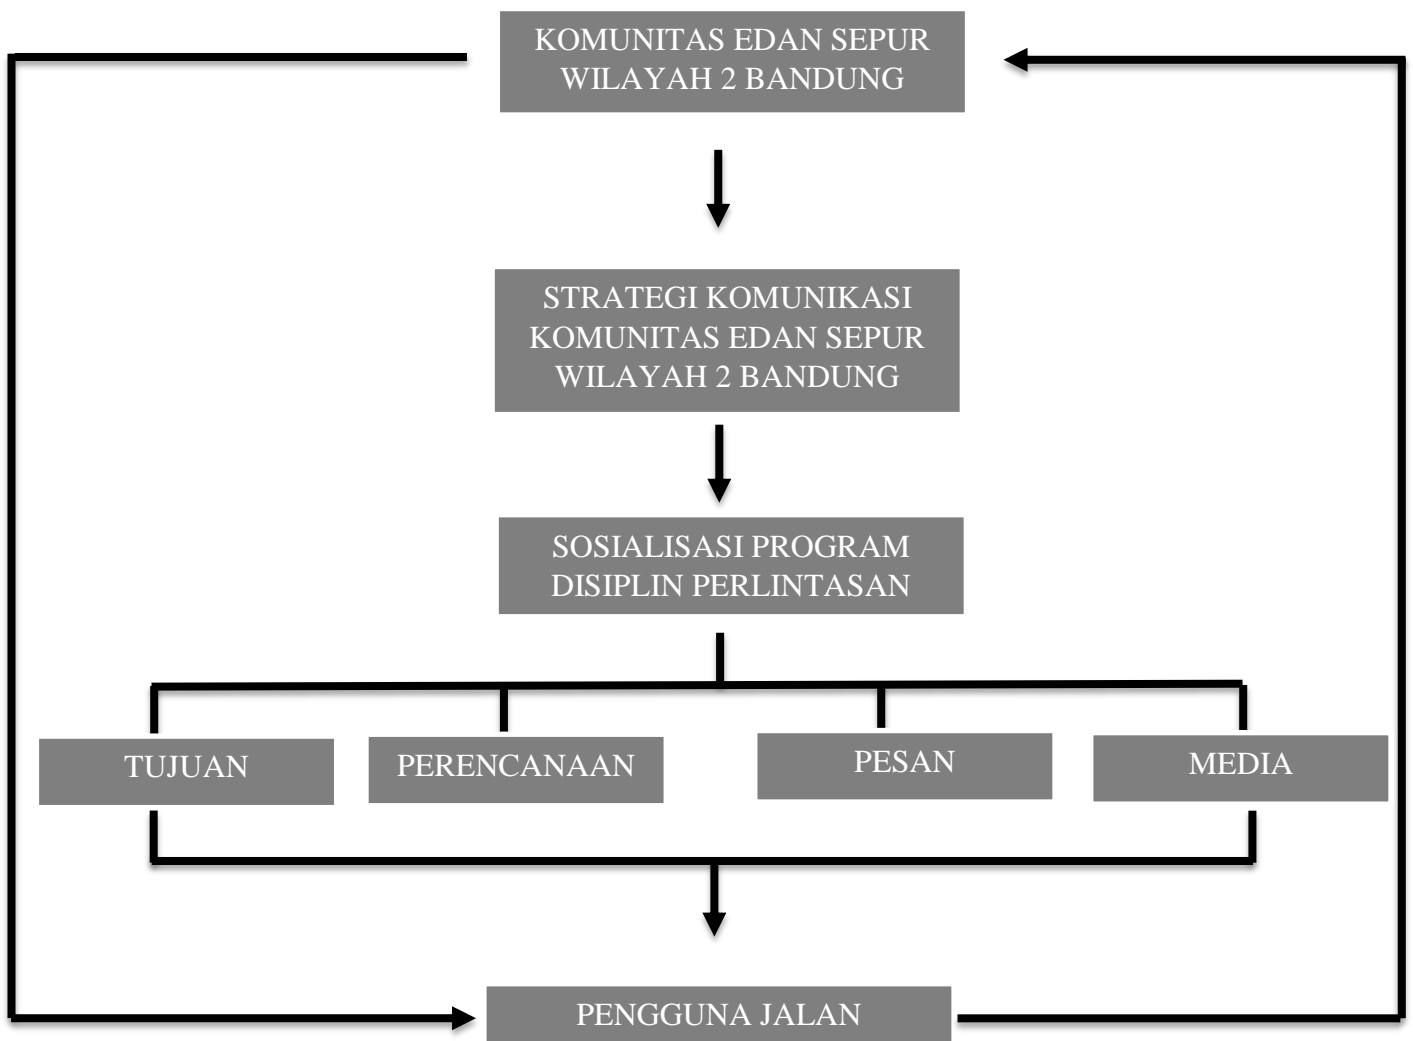 KOMUNITAS EDAN SEPUR
WILAYAH 2 BANDUNG
STRATEGI KOMUNIKASI
KOMUNITAS EDAN SEPUR
WILAYAH 2 BANDUNG
SOSIALISASI PROGRAM
DISIPLIN PERLINTASAN
TUJUAN
PERENCANAAN
PESAN
MEDIA
PENGGUNA JALAN